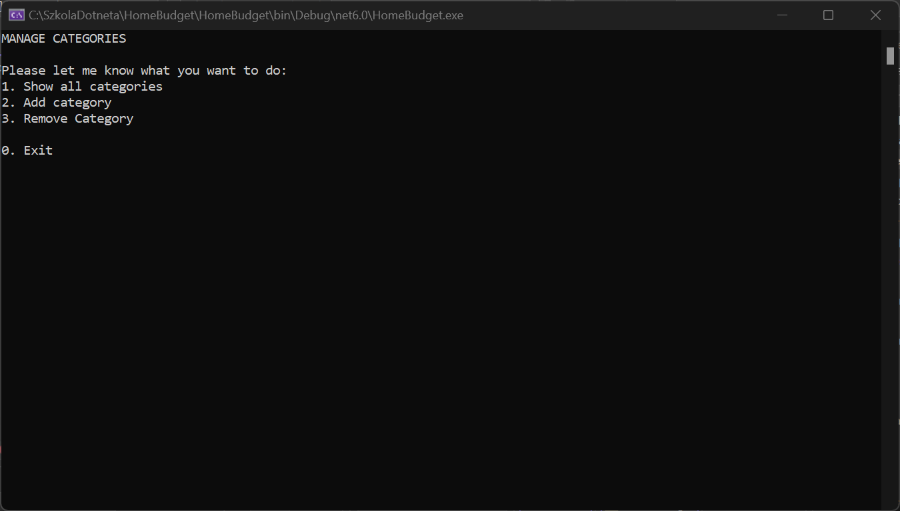 C:\SzkolaDotneta\HomeBudget\HomeBudget\bin\Debug\net6.0\HomeBudget.exe
MANAGE CATEGORIES
Please let me know what you want to do:
1. Show all categories
2. Add category
3. Remove Category
0. Exit